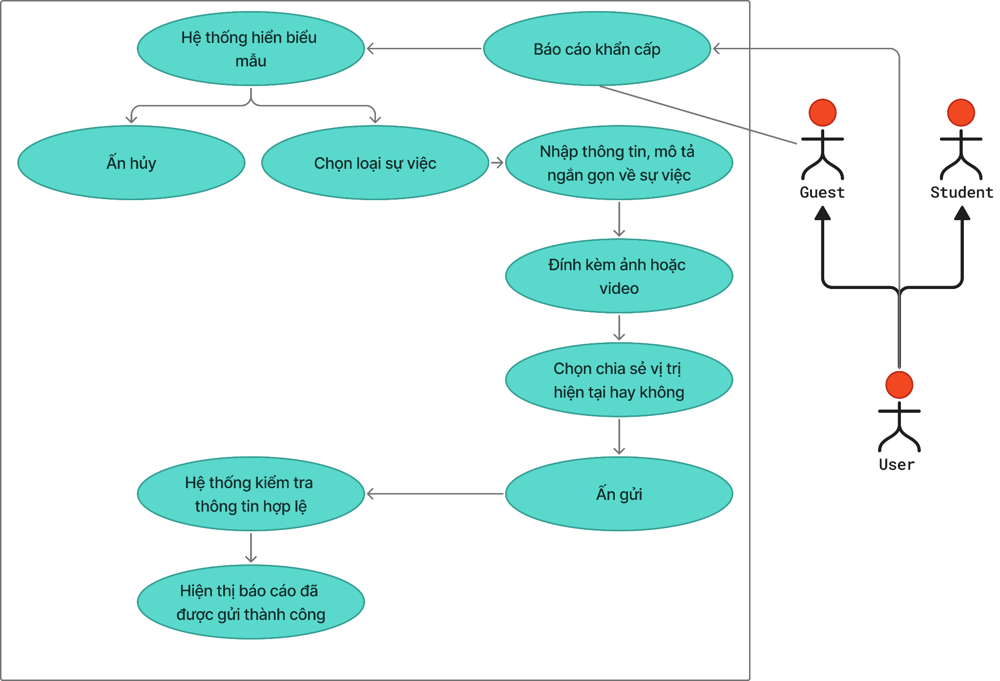 Hệ thống hiển biểu
mẫu
Báo cáo khẩn cấp
Ấn hủy
Chọn loại sự việc
Nhập thông tin, mô tả
ngắn gọn về sự việc
Guest
Student
Đính kèm ảnh hoặc
video
Chọn chia sẻ vị trị
hiện tại hay không
User
Hệ thống kiểm tra
thông tin hợp lệ
Ấn gửi
Hiện thị báo cáo đã
được gửi thành công